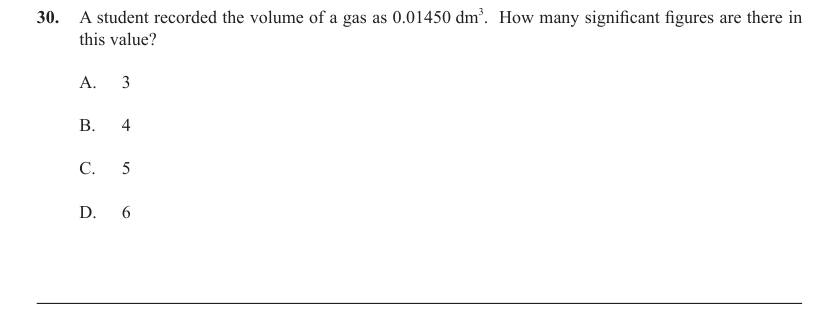 30. A student recorded the volume of a gas as 0.01450 dm³. How many significant figures are there in
this value?
A. 3
B. 4
C. 5
D. 6